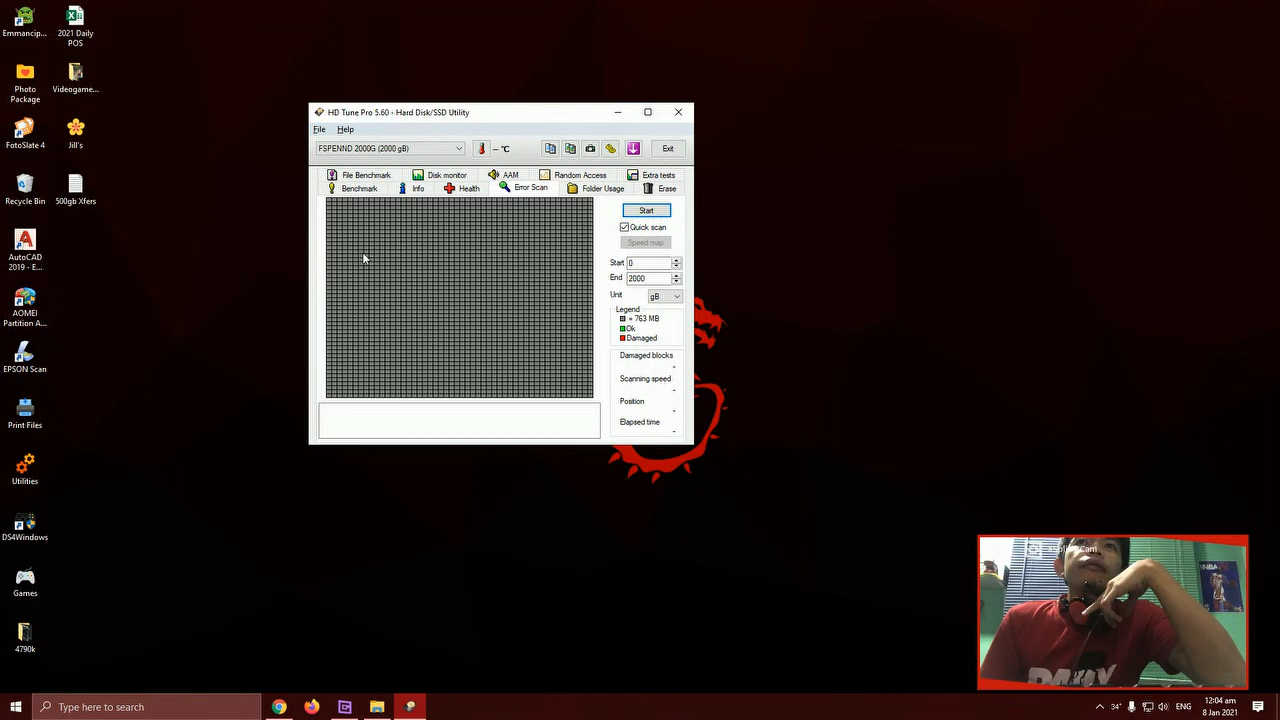 Emmancip...
2021 Daily
POS
Photo
Package
Videogame...
FotoSlate 4
Jill's
Recycle Bin
500gb Xfers
AutoCAD
2019 - E...
AOMEI
Partition A...
EPSON Scan
Print Files
Utilities
DS4Windows
Games
4790k
HD Tune Pro 5.60 - Hard Disk/SSD Utility
File Help
FSPENND 2000G (2000 gB)
– °C
Exit
File Benchmark Disk monitor AAM Random Access Extra tests
Benchmark Info Health Error Scan Folder Usage Erase
Start
Quick scan
Speed map
Start 0
End 2000
Unit gB
Legend
= 763 MB
Ok
Damaged
Damaged blocks
-
Scanning speed
-
Position
-
Elapsed time
-
Cam
NBA
DAILY
Type here to search
34°
ENG
12:04 am
8 Jan 2021